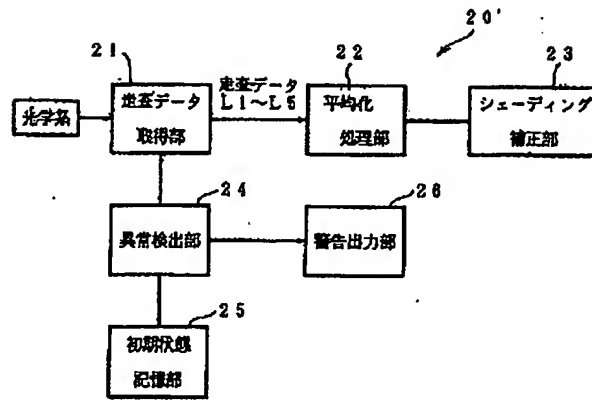 20'
21
22
23
光学系
走査データ
取得部
走査データ
L1～L5
平均化
処理部
シェーディング
補正部
24
26
異常検出部
警告出力部
25
初期状態
記憶部